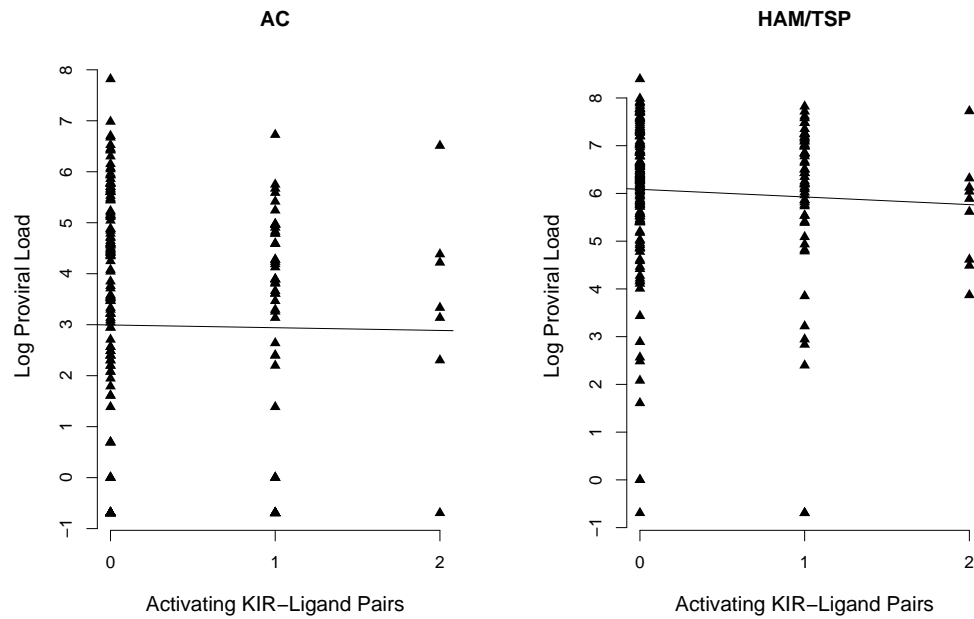 AC
Log Proviral Load
8
7
6
5
4
3
2
1
0
−1
0 1 2
Activating KIR−Ligand Pairs
HAM/TSP
Log Proviral Load
8
7
6
5
4
3
2
1
0
−1
0 1 2
Activating KIR−Ligand Pairs